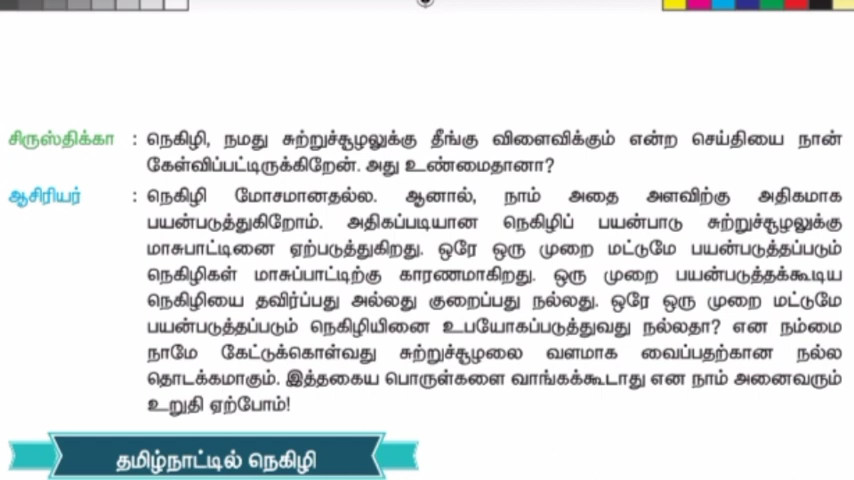 சிருஸ்திக்கா : நெகிழி, நமது சுற்றுச்சூழலுக்கு தீங்கு விளைவிக்கும் என்ற செய்தியை நான்
கேள்விப்பட்டிருக்கிறேன். அது உண்மைதானா?
ஆசிரியர் : நெகிழி மோசமானதல்ல. ஆனால், நாம் அதை அளவிற்கு அதிகமாக
பயன்படுத்துகிறோம். அதிகப்படியான நெகிழிப் பயன்பாடு சுற்றுச்சூழலுக்கு
மாசுபாட்டினை ஏற்படுத்துகிறது. ஒரே ஒரு முறை மட்டுமே பயன்படுத்தப்படும்
நெகிழிகள் மாசுப்பாட்டிற்கு காரணமாகிறது. ஒரு முறை பயன்படுத்தக்கூடிய
நெகிழியை தவிர்ப்பது அல்லது குறைப்பது நல்லது. ஒரே ஒரு முறை மட்டுமே
பயன்படுத்தப்படும் நெகிழியினை உபயோகப்படுத்துவது நல்லதா? என நம்மை
நாமே கேட்டுக்கொள்வது சுற்றுச்சூழலை வளமாக வைப்பதற்கான நல்ல
தொடக்கமாகும். இத்தகைய பொருள்களை வாங்கக்கூடாது என நாம் அனைவரும்
உறுதி ஏற்போம்!
தமிழ்நாட்டில் நெகிழி